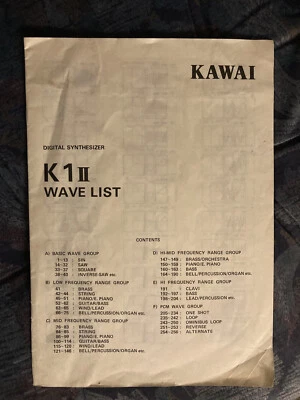 KAWAI
DIGITAL SYNTHESIZER
K1 II
WAVE LIST
CONTENTS
A) BASIC WAVE GROUP
1-13 : SIN
14-32 : SAW
33-37 : SQUARE
38-40 : INVERSE SAW etc.
B) LOW FREQUENCY RANGE GROUP
41 : BRASS
42-44 : STRING
45-51 : PIANO/E. PIANO
52-62 : GUITAR/BASS
63-65 : WIND/LEAD
66-75 : BELL/PERCUSSION/ORGAN etc.
C) MID. FREQUENCY RANGE GROUP
76-83 : BRASS
84-85 : STRING
86-99 : PIANO/E. PIANO
100-114 : GUITAR/BASS
115-120 : WIND/LEAD
121-146 : BELL/PERCUSSION/ORGAN etc.
D) HI-MID FREQUENCY RANGE GROUP
147-149 : BRASS/ORCHESTRA
150-159 : PIANO/E. PIANO
160-163 : BASS
164-190 : BELL/PERCUSSION/ORGAN etc.
E) HI FREQUENCY RANGE GROUP
191 : CLAVI
192-197 : BASS
198-204 : LEAD/PERCUSSION etc.
F) PCM WAVE GROUP
205-234 : ONE SHOT
235-242 : LOOP
243-250 : OMNIBUS LOOP
251-252 : REVERSE
253-256 : ALTERNATE